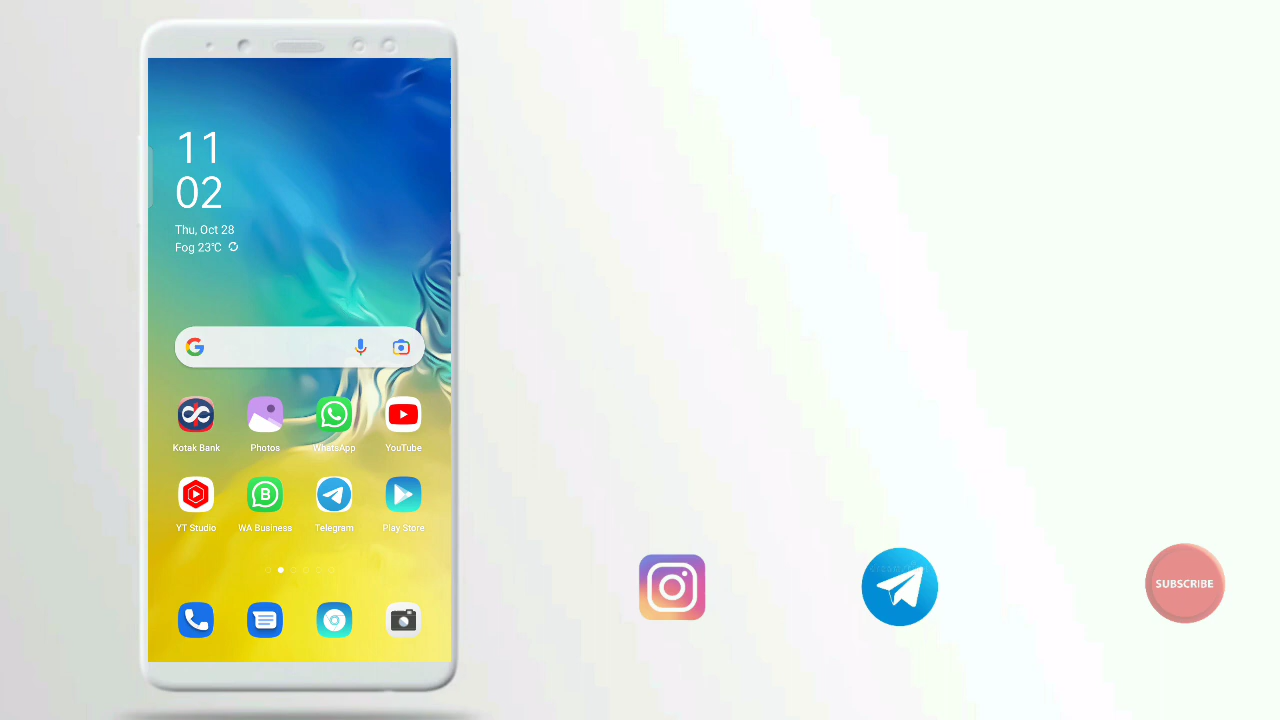 11
02
Thu, Oct 28
Fog 23°C
Kotak Bank
Photos
WhatsApp
YouTube
YT Studio
WA Business
Telegram
Play Store
SUBSCRIBE